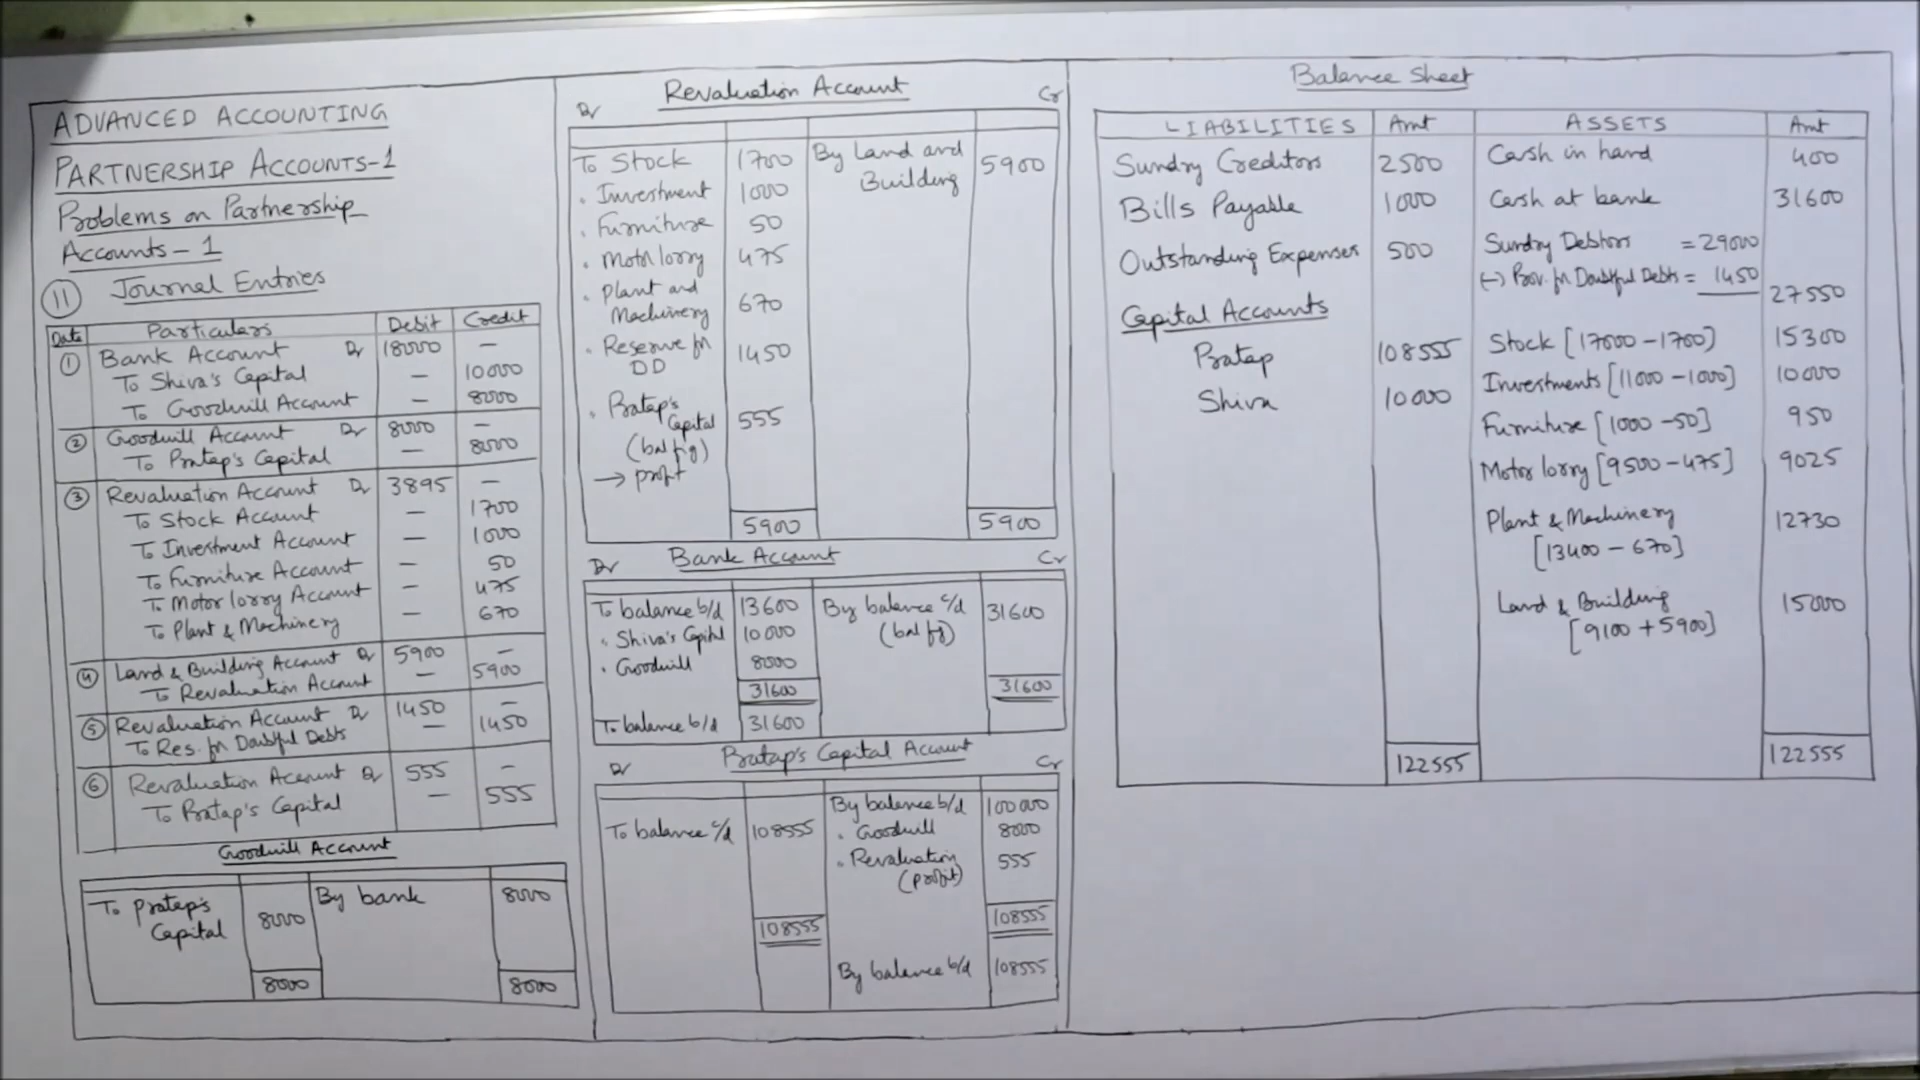 ADVANCED ACCOUNTING
PARTNERSHIP ACCOUNTS-1
Problems on Partnership
Accounts-1
11 Journal Entries
Date Particulars Debit Credit
1 Bank Account Dr 18000 -
To Shiva's Capital - 10000
To Goodwill Account - 8000
2 Goodwill Account Dr 8000 -
To Pratap's Capital - 8000
3 Revaluation Account Dr 3895 -
To Stock Account - 1700
To Investment Account - 1000
To Furniture Account - 50
To Motor lorry Account - 475
To Plant & Machinery - 670
4 Land & Building Account Dr 5900 -
To Revaluation Account - 5900
5 Revaluation Account Dr 1450 -
To Res. for Doubtful Debts - 1450
6 Revaluation Account Dr 555 -
To Pratap's Capital - 555
Goodwill Account
To Pratap's 8000 By bank 8000
Capital
8000 8000
Revaluation Account
Dr Cr
To Stock 1700 By Land and 5900
Building
" Investment 1000
" Furniture 50
" Motor lorry 475
" Plant and
Machinery 670
" Reserve for 1450
DD
" Pratap's
Capital 555
(bal fig)
→ profit
5900 5900
Bank Account
Dr Cr
To balance b/d 13600 By balance c/d 31600
" Shiva's Capital 10000 (bal fg)
" Goodwill 8000
31600 31600
To balance b/d 31600
Pratap's Capital Account
Dr Cr
By balance b/d 100000
To balance c/d 108555 " Goodwill 8000
" Revaluation 555
(profit)
108555 108555
By balance b/d 108555
Balance Sheet
LIABILITIES Amt ASSETS Amt
Sundry Creditors 2500 Cash in hand 400
Bills Payable 1000 Cash at bank 31600
Outstanding Expenses 500 Sundry Debtors = 29000
(-) Prov. for Doubtful Debts = 1450 27550
Capital Accounts
Pratap 108555 Stock [17000-1700] 15300
Shiva 10000 Investments [11000-1000] 10000
Furniture [1000-50] 950
Motor lorry [9500-475] 9025
Plant & Machinery 12730
[13400-670]
Land & Building 15000
[9100+5900]
122555 122555